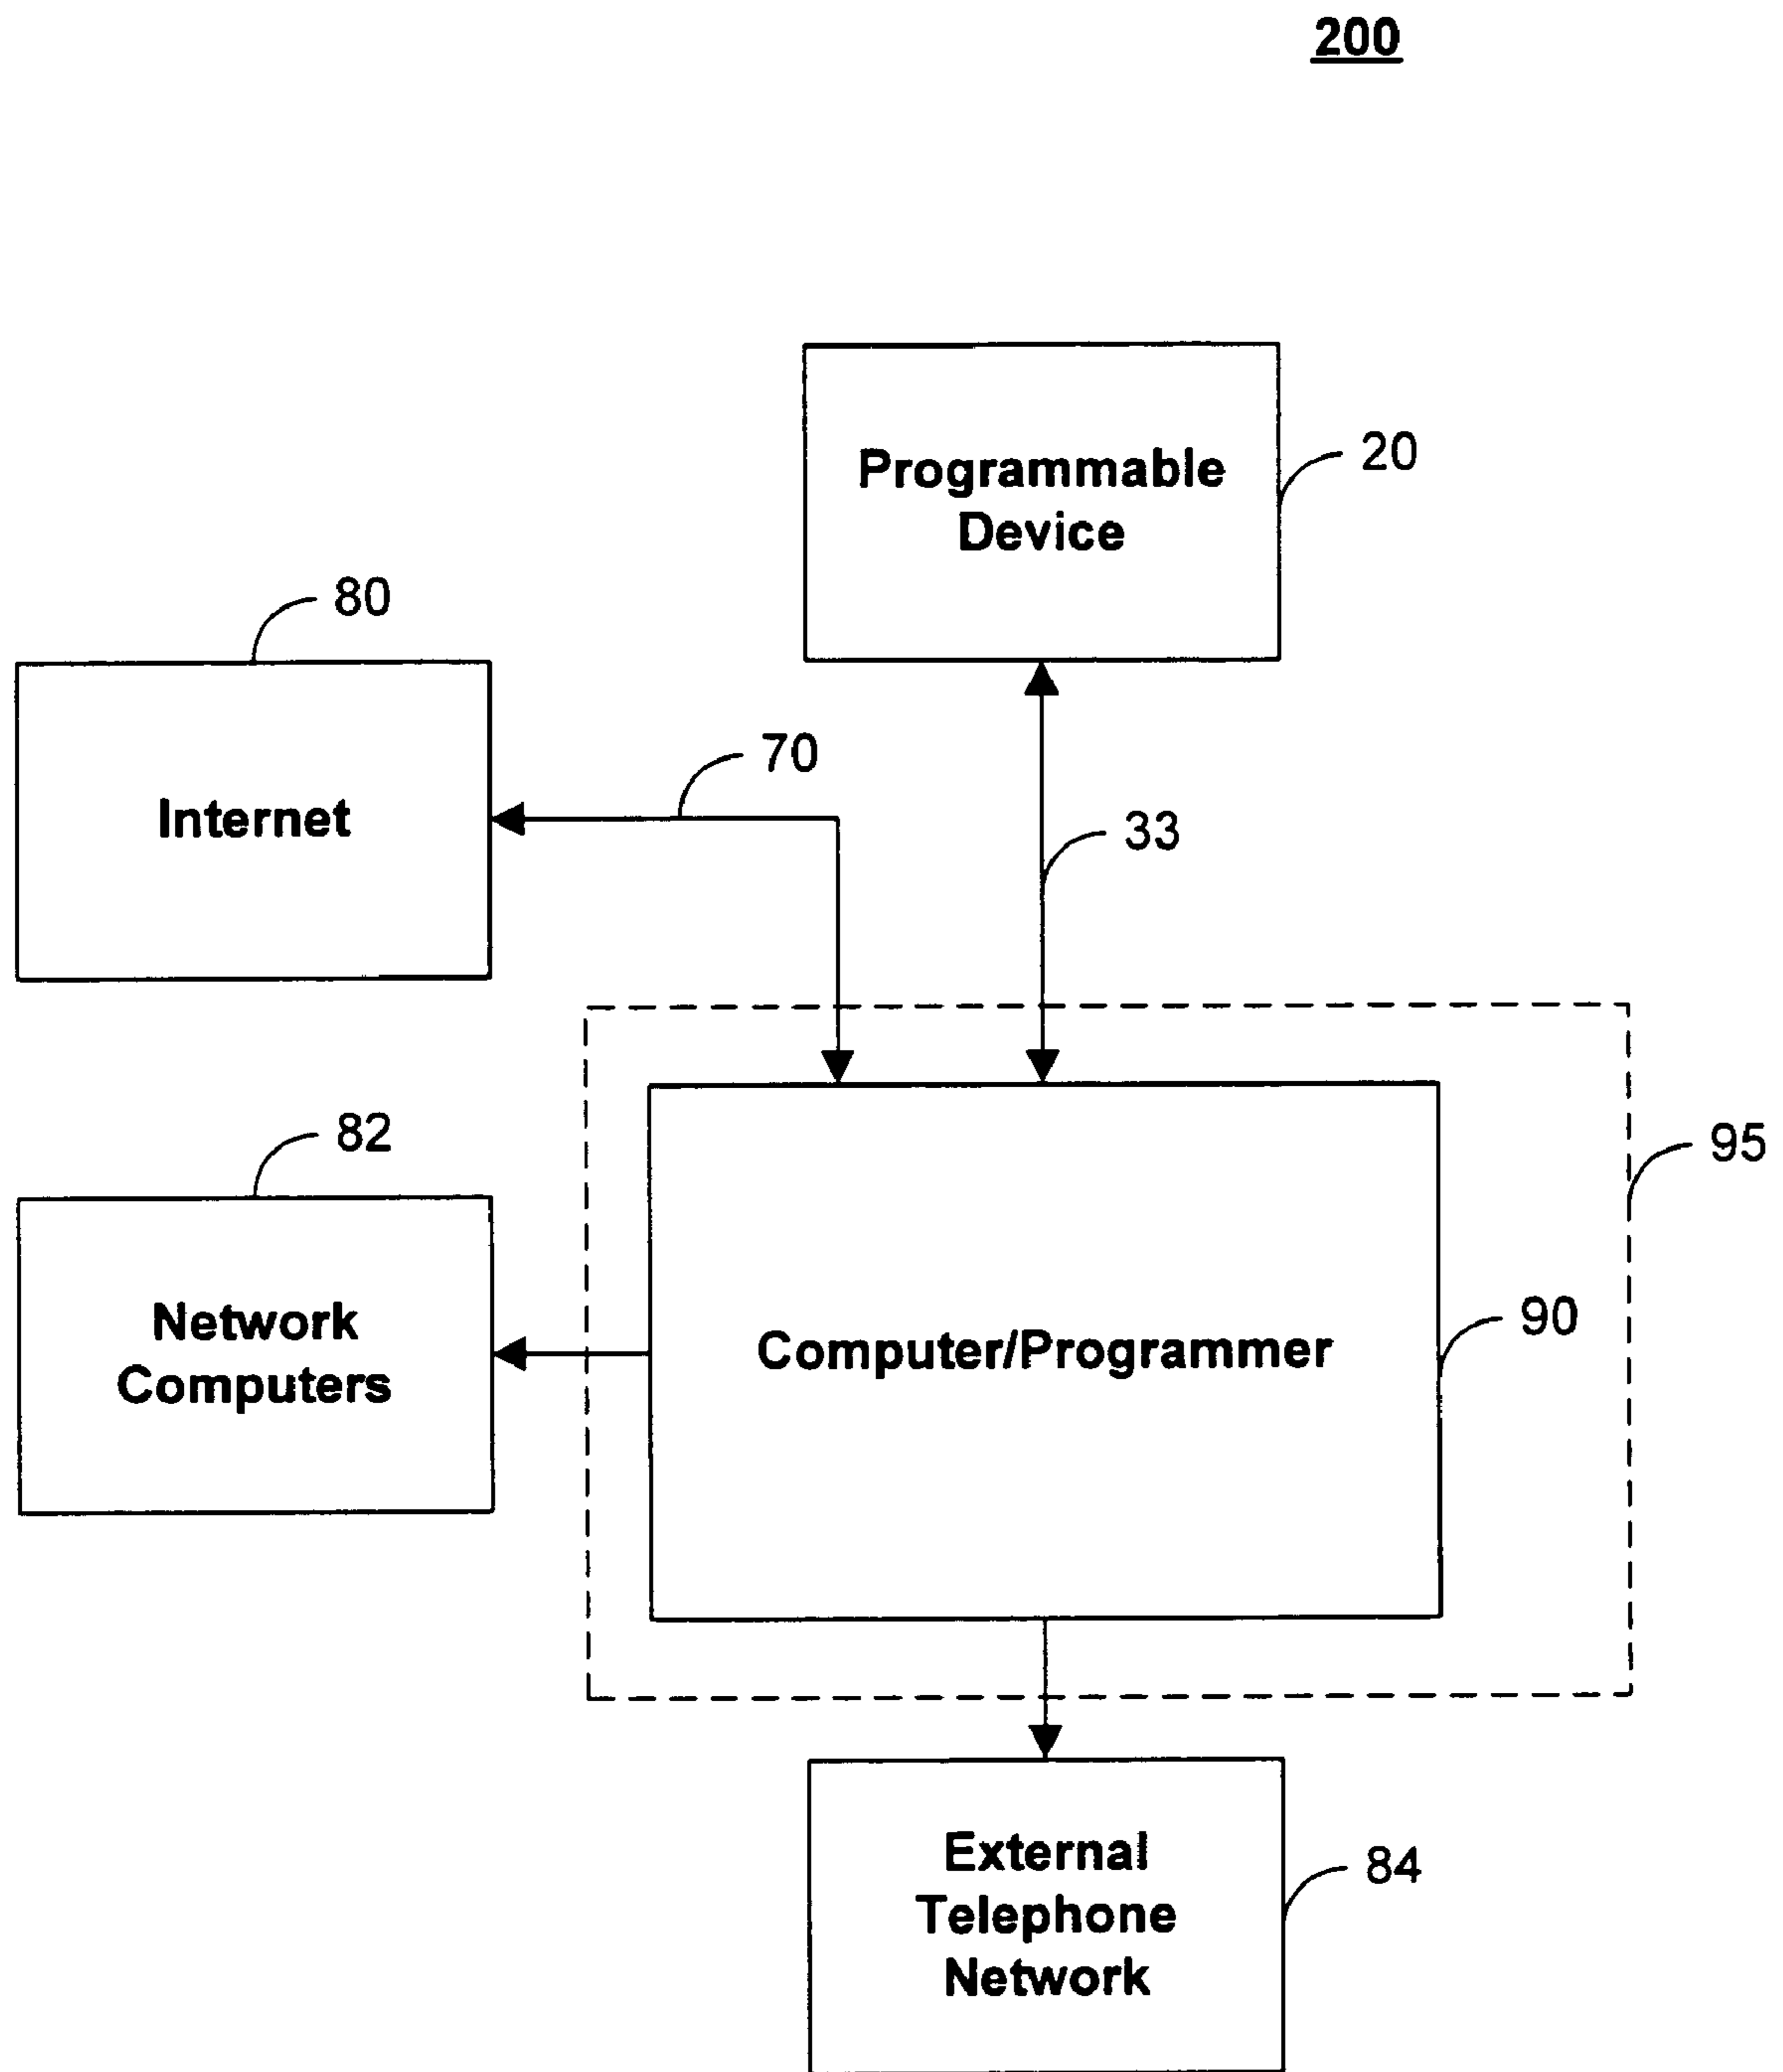 200
Programmable
Device
20
80
Internet
70
33
82
Network
Computers
95
Computer/Programmer
90
External
Telephone
Network
84